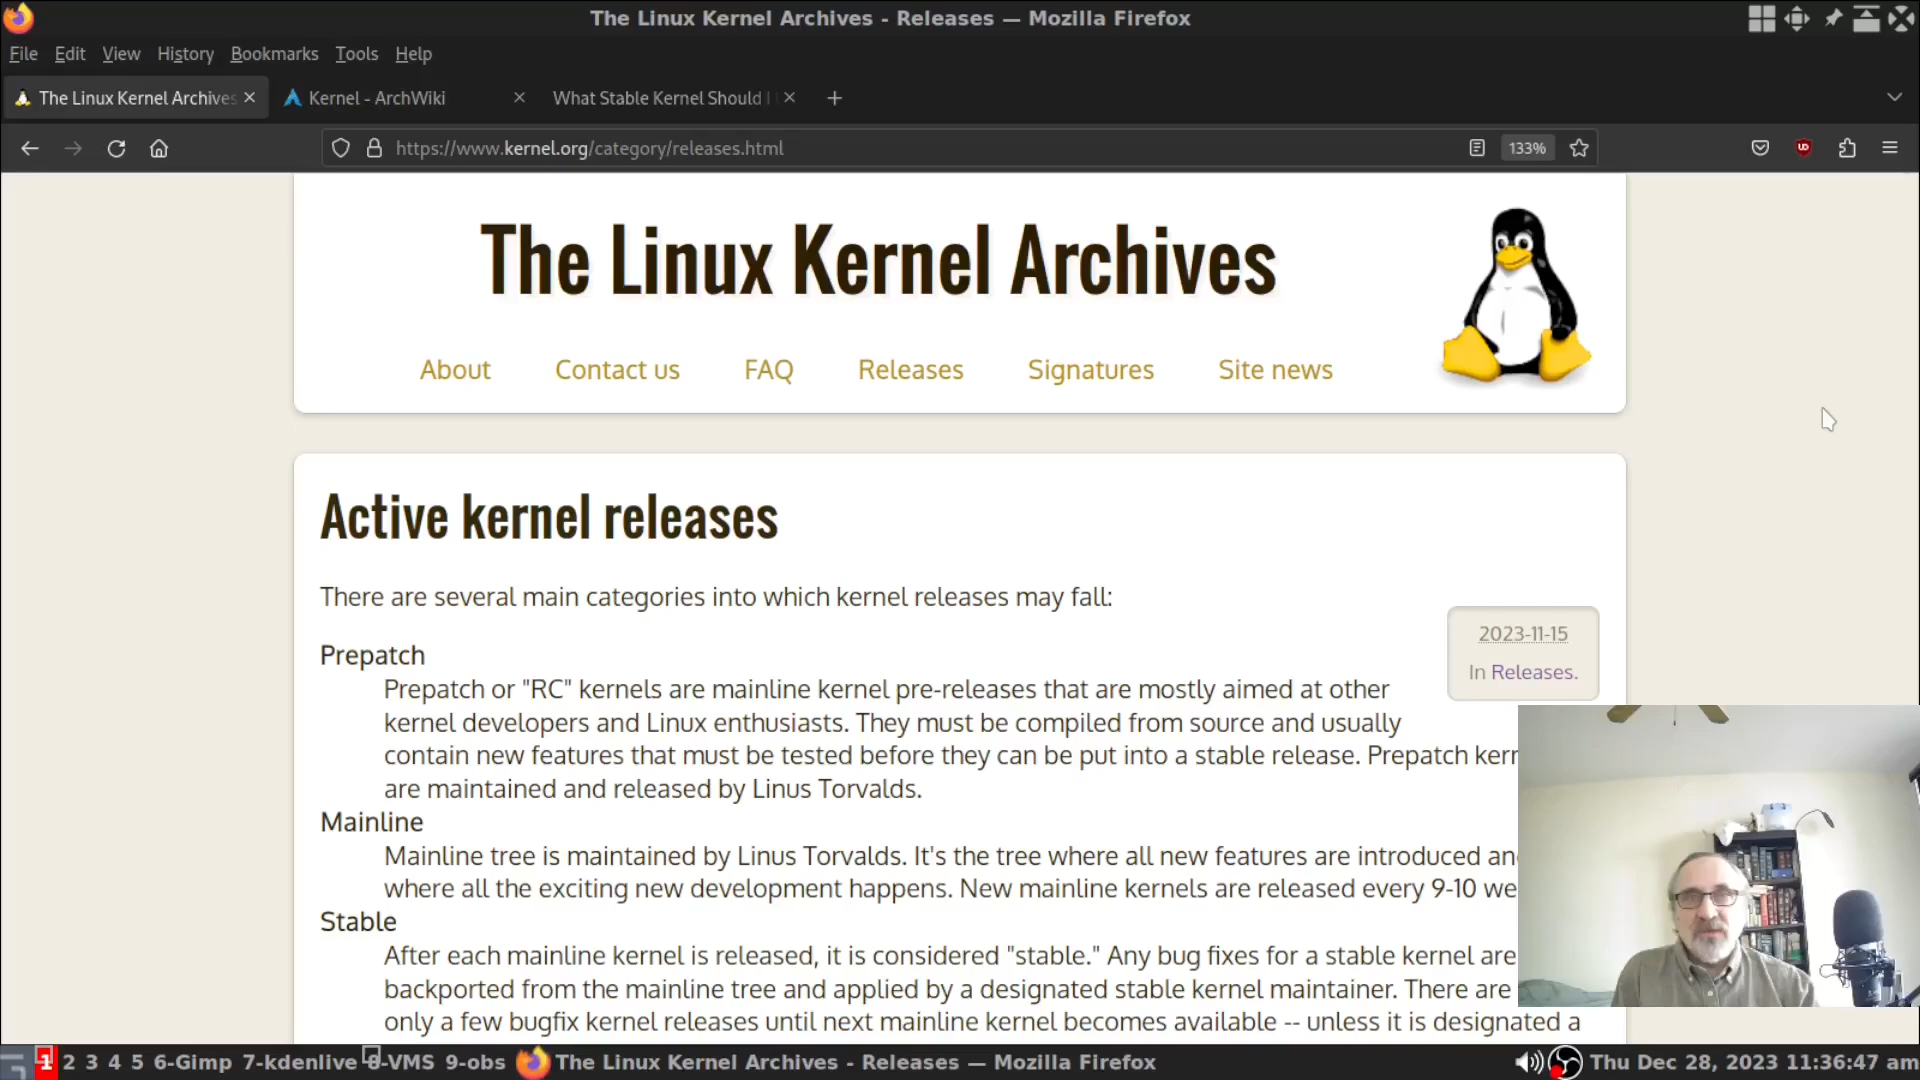 The Linux Kernel Archives - Releases — Mozilla Firefox
File Edit View History Bookmarks Tools Help
The Linux Kernel Archives Kernel - ArchWiki What Stable Kernel Should I
https://www.kernel.org/category/releases.html 133%
The Linux Kernel Archives
About Contact us FAQ Releases Signatures Site news
Active kernel releases
There are several main categories into which kernel releases may fall:
2023-11-15
In Releases.
Prepatch
Prepatch or "RC" kernels are mainline kernel pre-releases that are mostly aimed at other
kernel developers and Linux enthusiasts. They must be compiled from source and usually
contain new features that must be tested before they can be put into a stable release. Prepatch kern
are maintained and released by Linus Torvalds.
Mainline
Mainline tree is maintained by Linus Torvalds. It's the tree where all new features are introduced an
where all the exciting new development happens. New mainline kernels are released every 9-10 we
Stable
After each mainline kernel is released, it is considered "stable." Any bug fixes for a stable kernel are
backported from the mainline tree and applied by a designated stable kernel maintainer. There are
only a few bugfix kernel releases until next mainline kernel becomes available -- unless it is designated a
1 2 3 4 5 6-Gimp 7-kdenlive 8-VMS 9-obs The Linux Kernel Archives - Releases — Mozilla Firefox Thu Dec 28, 2023 11:36:47 am